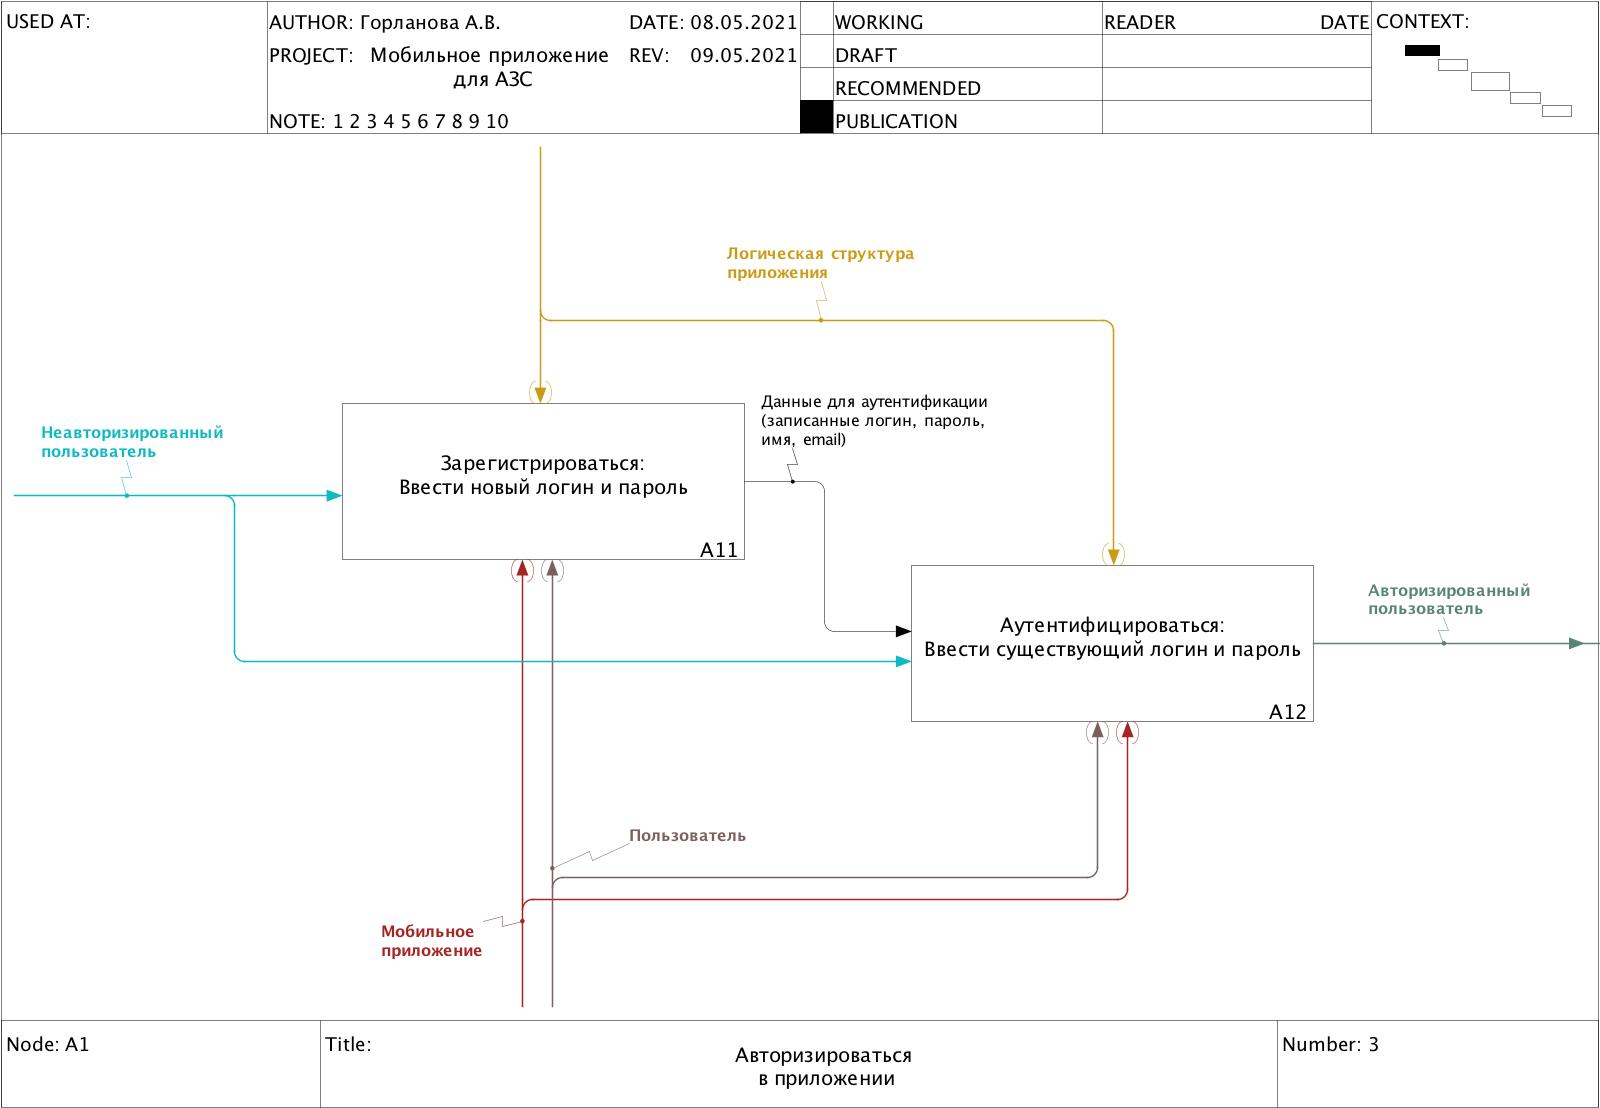 USED AT:
AUTHOR: Горланова А.В.
DATE: 08.05.2021
PROJECT: Мобильное приложение
для АЗС
REV: 09.05.2021
NOTE: 1 2 3 4 5 6 7 8 9 10
WORKING
DRAFT
RECOMMENDED
PUBLICATION
READER
DATE
CONTEXT:
Логическая структура
приложения
Данные для аутентификации
(записанные логин, пароль,
имя, email)
Неавторизированный
пользователь
Зарегистрироваться:
Ввести новый логин и пароль
A11
Авторизированный
пользователь
Аутентифицироваться:
Ввести существующий логин и пароль
A12
Пользователь
Мобильное
приложение
Node: A1
Title:
Авторизироваться
в приложении
Number: 3